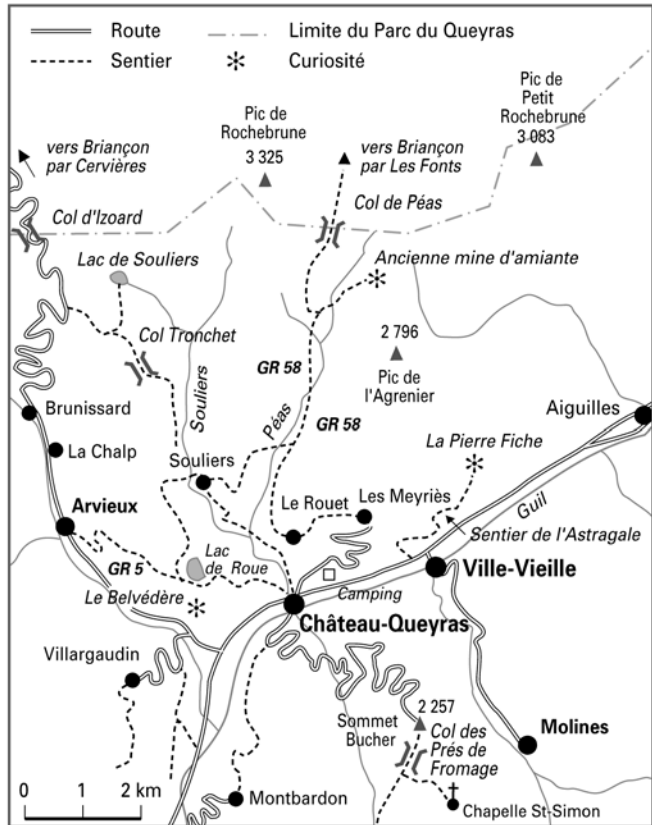 Route
Limite du Parc du Queyras
Sentier
Curiosité
Pic de
Petit
Rochebrune
3 083
Pic de
Rochebrune
3 325
vers Briançon
par Cervières
vers Briançon
par Les Fonts
Col de Péas
Col d'Izoard
Lac de Souliers
Ancienne mine d'amiante
Col Tronchet
2 796
Pic de
l'Agrenier
GR 58
Souliers
Péas
GR 58
Brunissard
Aiguilles
La Chalp
La Pierre Fiche
Souliers
Le Rouet
Les Meyriès
Guil
Arvieux
Sentier de l'Astragale
GR 5
Lac
de Roue
Ville-Vieille
Le Belvédère
Camping
Château-Queyras
Villargaudin
2 257
Sommet
Bucher
Col des
Prés de
Fromage
Molines
0 1 2 km
Montbardon
Chapelle St-Simon